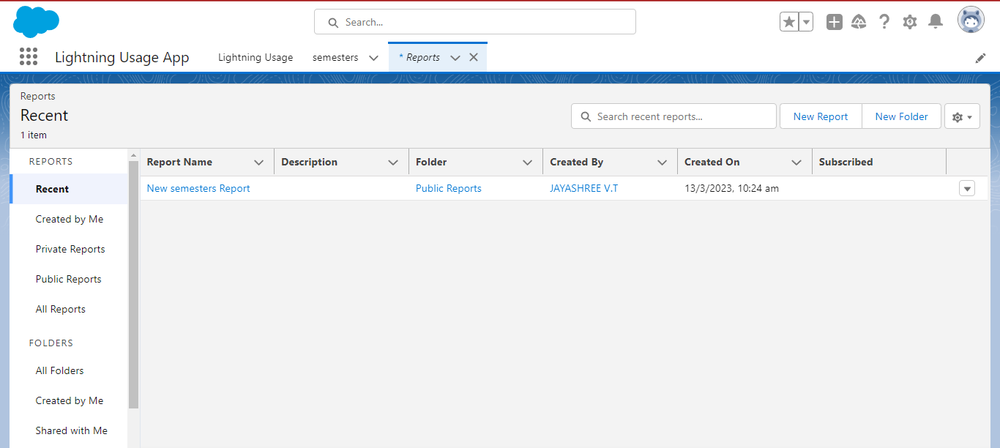 Search...
Lightning Usage App
Lightning Usage
semesters
* Reports
Reports
Recent
1 item
Search recent reports...
New Report
New Folder
REPORTS
Recent
Created by Me
Private Reports
Public Reports
All Reports
FOLDERS
All Folders
Created by Me
Shared with Me
Report Name Description Folder Created By Created On Subscribed
New semesters Report Public Reports JAYASHREE V.T 13/3/2023, 10:24 am